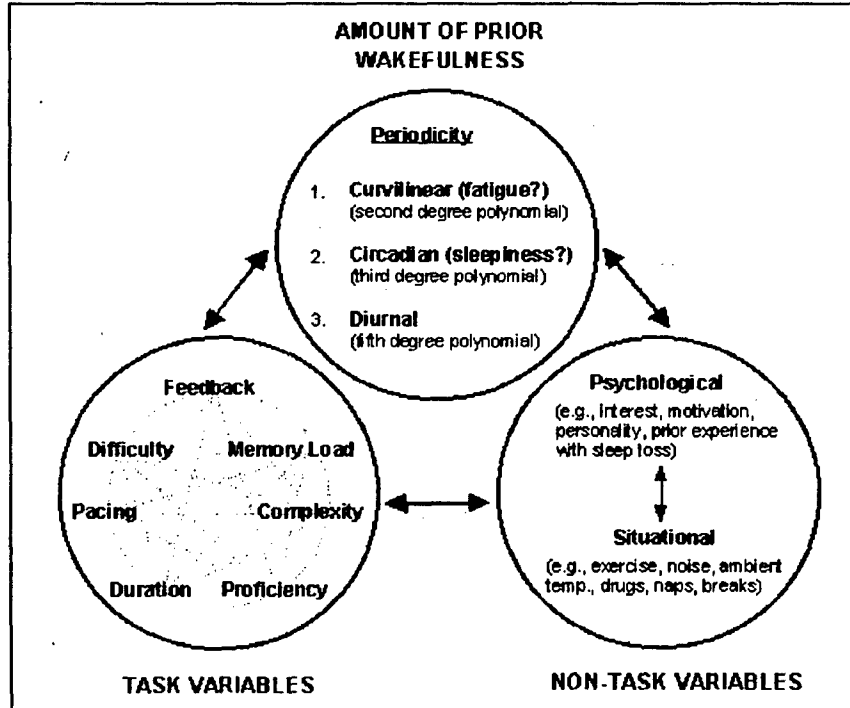 AMOUNT OF PRIOR
WAKEFULNESS
Periodicity
1. Curvilinear (fatigue?)
(second degree polynomial)
2. Circadian (sleepiness?)
(third degree polynomial)
3. Diurnal
(fifth degree polynomial)
Feedback
Difficulty Memory Load
Pacing Complexity
Duration Proficiency
TASK VARIABLES
Psychological
(e.g., interest, motivation,
personality, prior experience
with sleep loss)
Situational
(e.g., exercise, noise, ambient
temp., drugs, naps, breaks)
NON-TASK VARIABLES